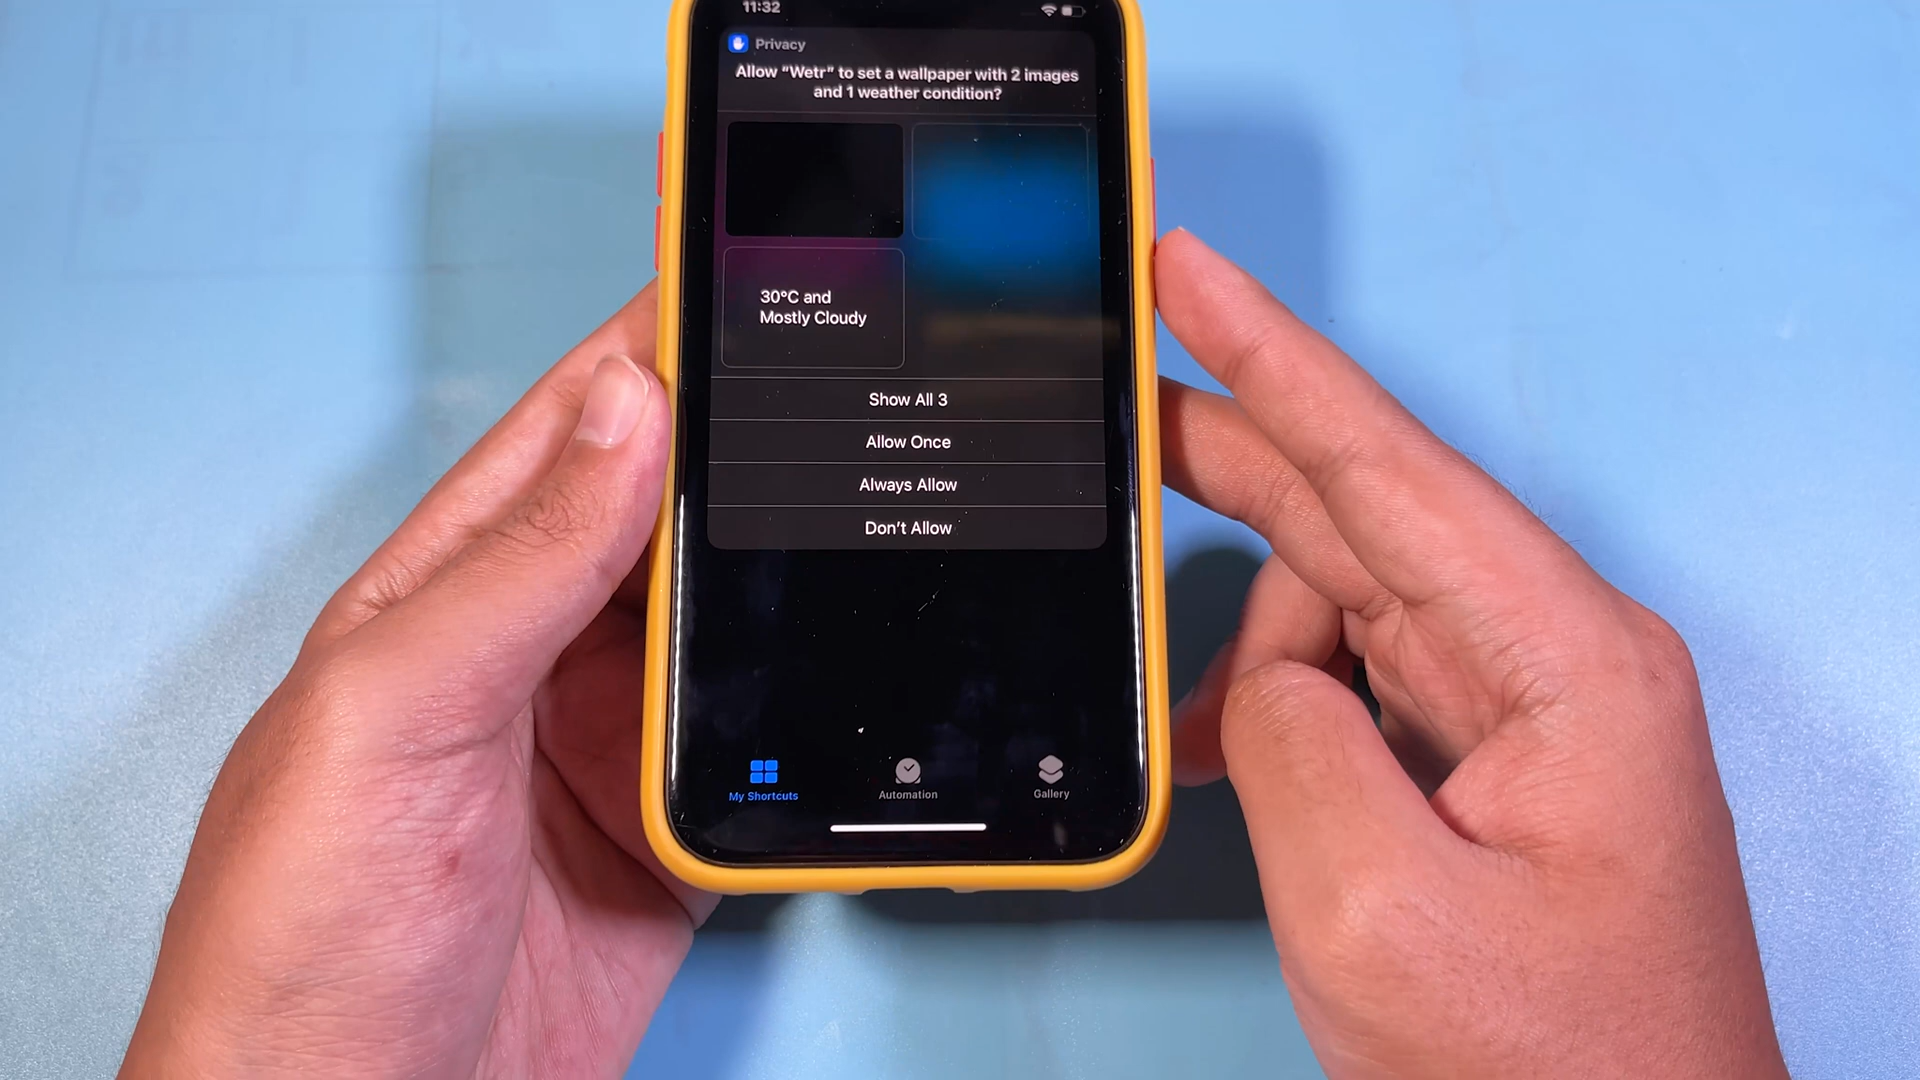 11:32
Privacy
Allow “Wetr” to set a wallpaper with 2 images
and 1 weather condition?
30°C and
Mostly Cloudy
Show All 3
Allow Once
Always Allow
Don’t Allow
My Shortcuts
Automation
Gallery